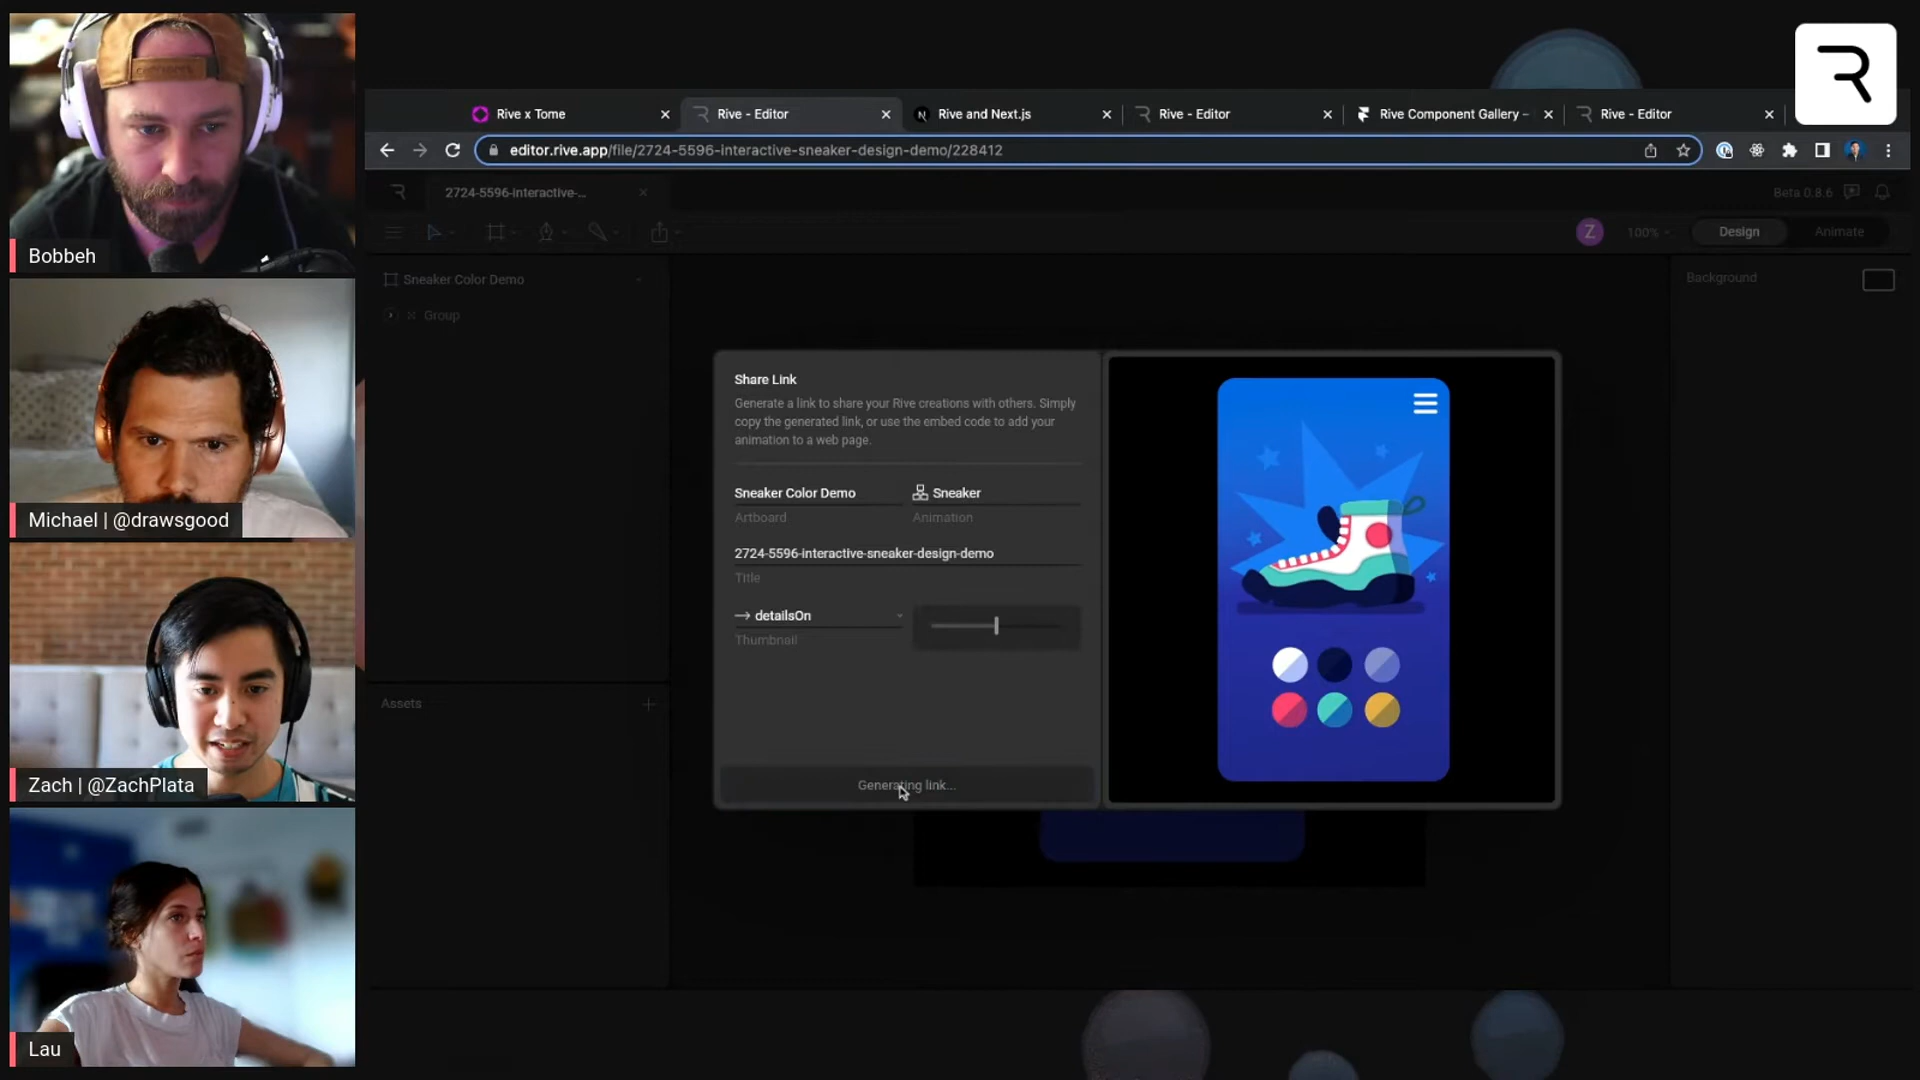 Rive x Tome
Rive - Editor
Rive and Next.js
Rive - Editor
Rive Component Gallery –
Rive - Editor
editor.rive.app/file/2724-5596-interactive-sneaker-design-demo/228412
2724-5596-interactive-...
Beta 0.8.6
Z
100%
Design
Animate
Sneaker Color Demo
Group
Background
Assets
Share Link
Generate a link to share your Rive creations with others. Simply
copy the generated link, or use the embed code to add your
animation to a web page.
Sneaker Color Demo
Sneaker
Artboard
Animation
2724-5596-interactive-sneaker-design-demo
Title
detailsOn
Thumbnail
Generating link...
Bobbeh
Michael | @drawsgood
Zach | @ZachPlata
Lau